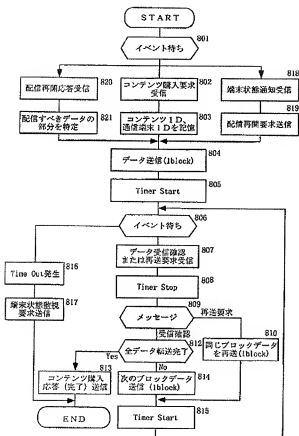 START
801
イベント待ち
820
配信再開応答受信
802
コンテンツ購入要求
受信
818
端末状態通知受信
821
配信すべきデータの
部分を特定
803
コンテンツID、
通信端末IDを記憶
819
配信再開要求送信
804
データ送信(1block)
805
Timer Start
806
イベント待ち
807
データ受信確認
または再送要求受信
816
Time Out発生
808
Timer Stop
817
端末状態監視
要求送信
809
メッセージ
再送要求
受信確認
810
同じブロックデータ
を再送(1block)
812
全データ転送完了
Yes
No
813
コンテンツ購入
応答(完了)送信
814
次のブロックデータ
送信(1block)
END
815
Timer Start